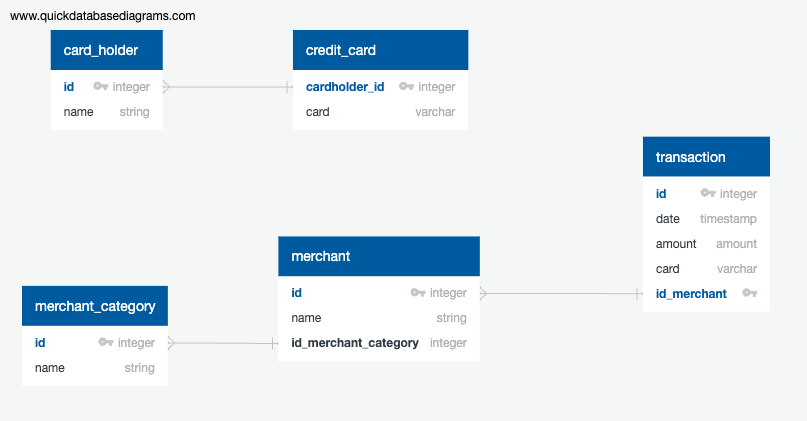 www.quickdatabasediagrams.com
card_holder
id integer
name string
credit_card
cardholder_id integer
card varchar
transaction
id integer
date timestamp
amount amount
card varchar
id_merchant
merchant
id integer
name string
id_merchant_category integer
merchant_category
id integer
name string